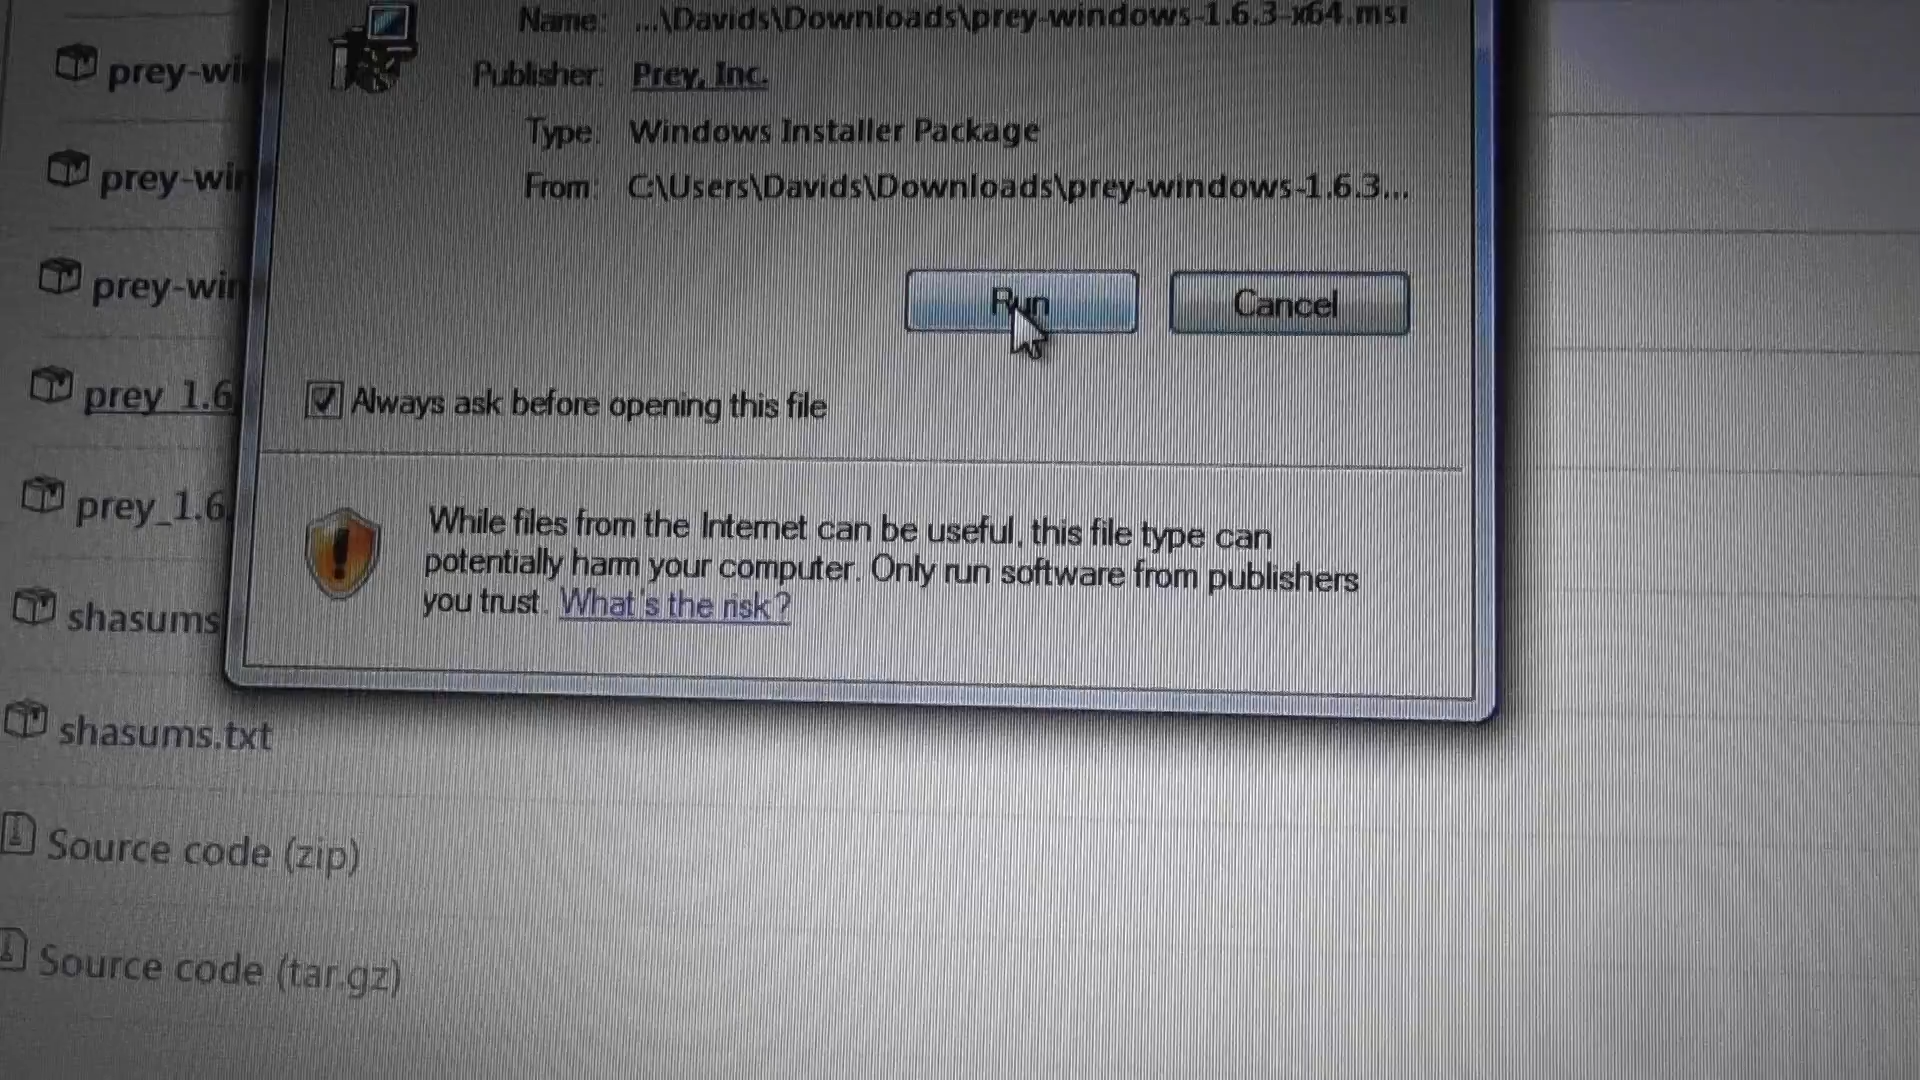 Name: ...\Davids\Downloads\prey-windows-1.6.3-x64.msi
Publisher: Prey, Inc.
Type: Windows Installer Package
From: C:\Users\Davids\Downloads\prey-windows-1.6.3...
Run Cancel
Always ask before opening this file
While files from the Internet can be useful, this file type can
potentially harm your computer. Only run software from publishers
you trust. What's the risk?
prey-win
prey-win
prey-win
prey_1.6
prey_1.6
shasums
shasums.txt
Source code (zip)
Source code (tar.gz)